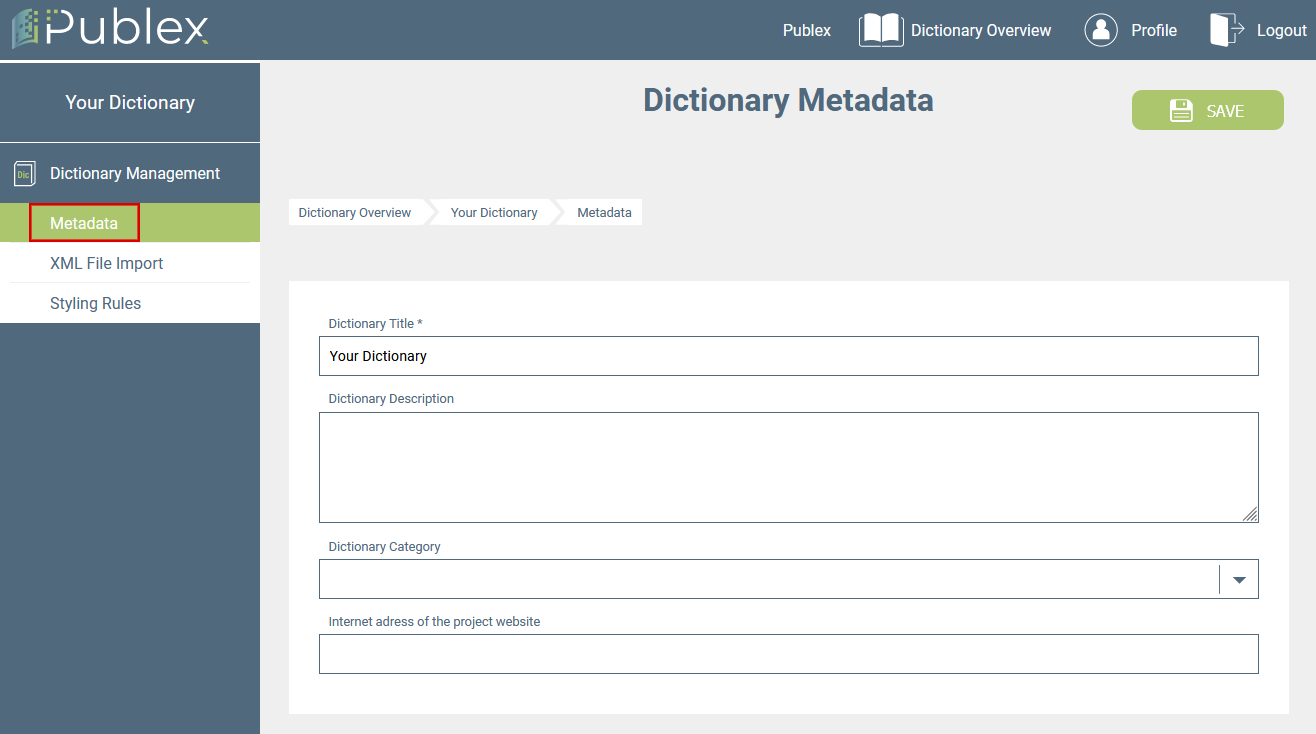 Publex
Publex
Dictionary Overview
Profile
Logout
Your Dictionary
Dictionary Metadata
SAVE
Dic
Dictionary Management
Metadata
XML File Import
Styling Rules
Dictionary Overview
Your Dictionary
Metadata
Dictionary Title *
Your Dictionary
Dictionary Description
Dictionary Category
Internet adress of the project website